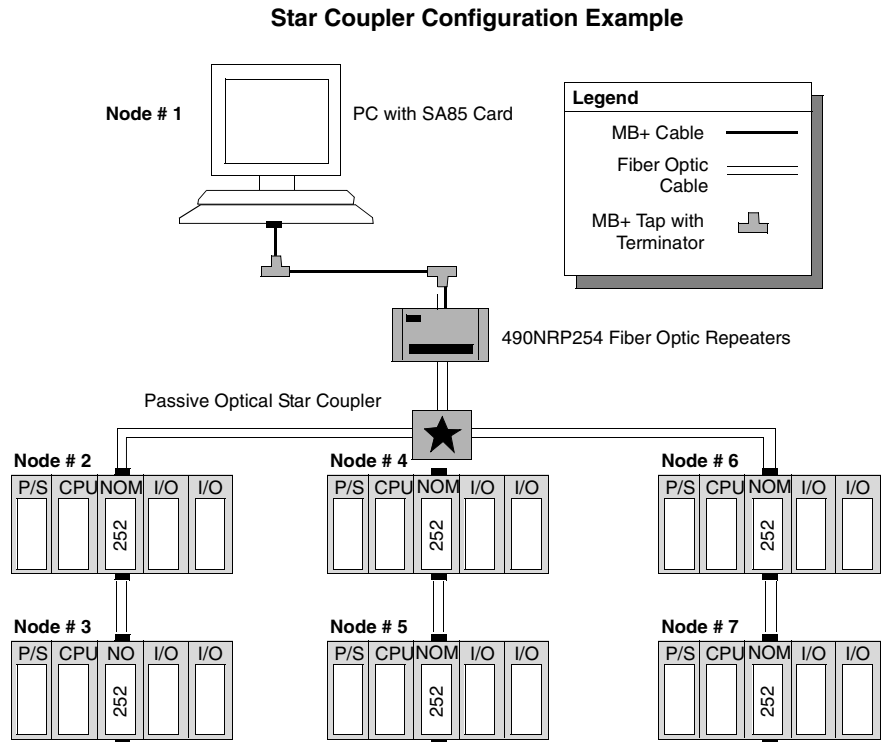 Star Coupler Configuration Example
Node # 1
PC with SA85 Card
Legend
MB+ Cable
Fiber Optic
Cable
MB+ Tap with
Terminator
490NRP254 Fiber Optic Repeaters
Passive Optical Star Coupler
Node # 2
P/S CPU NOM I/O I/O
252
Node # 4
P/S CPU NOM I/O I/O
252
Node # 6
P/S CPU NOM I/O I/O
252
Node # 3
P/S CPU NO I/O I/O
252
Node # 5
P/S CPU NOM I/O I/O
252
Node # 7
P/S CPU NOM I/O I/O
252